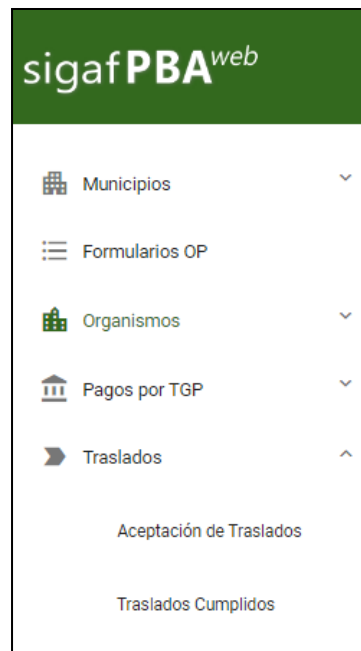 sigafPBAweb
Municipios
Formularios OP
Organismos
Pagos por TGP
Traslados
Aceptación de Traslados
Traslados Cumplidos